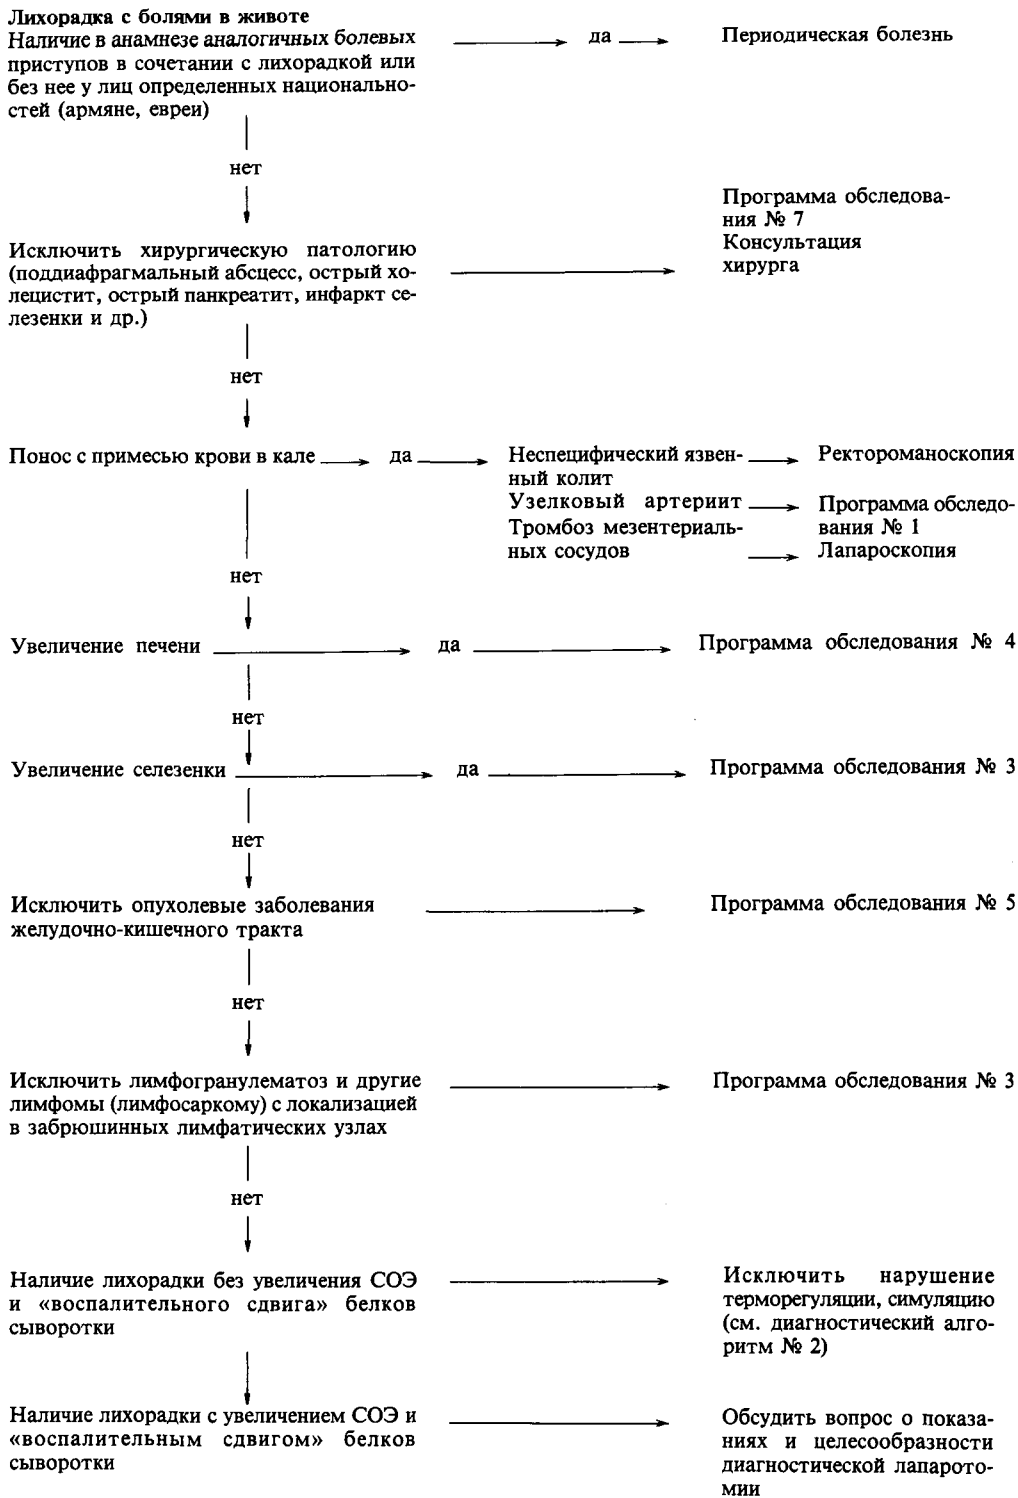 Лихорадка с болями в животе
Наличие в анамнезе аналогичных болевых
приступов в сочетании с лихорадкой или
без нее у лиц определенных национально-
стей (армяне, евреи)
да
Периодическая болезнь
нет
Исключить хирургическую патологию
(поддиафрагмальный абсцесс, острый хо-
лецистит, острый панкреатит, инфаркт се-
лезенки и др.)
Программа обследова-
ния № 7
Консультация
хирурга
нет
Понос с примесью крови в кале
да
Неспецифический язвен-
ный колит
Ректороманоскопия
Узелковый артериит
Программа обследо-
вания № 1
Тромбоз мезентериаль-
ных сосудов
Лапароскопия
нет
Увеличение печени
да
Программа обследования № 4
нет
Увеличение селезенки
да
Программа обследования № 3
нет
Исключить опухолевые заболевания
желудочно-кишечного тракта
Программа обследования № 5
нет
Исключить лимфогранулематоз и другие
лимфомы (лимфосаркому) с локализацией
в забрюшинных лимфатических узлах
Программа обследования № 3
нет
Наличие лихорадки без увеличения СОЭ
и «воспалительного сдвига» белков
сыворотки
Исключить нарушение
терморегуляции, симуляцию
(см. диагностический алго-
ритм № 2)
Наличие лихорадки с увеличением СОЭ и
«воспалительным сдвигом» белков
сыворотки
Обсудить вопрос о показа-
ниях и целесообразности
диагностической лапарото-
мии